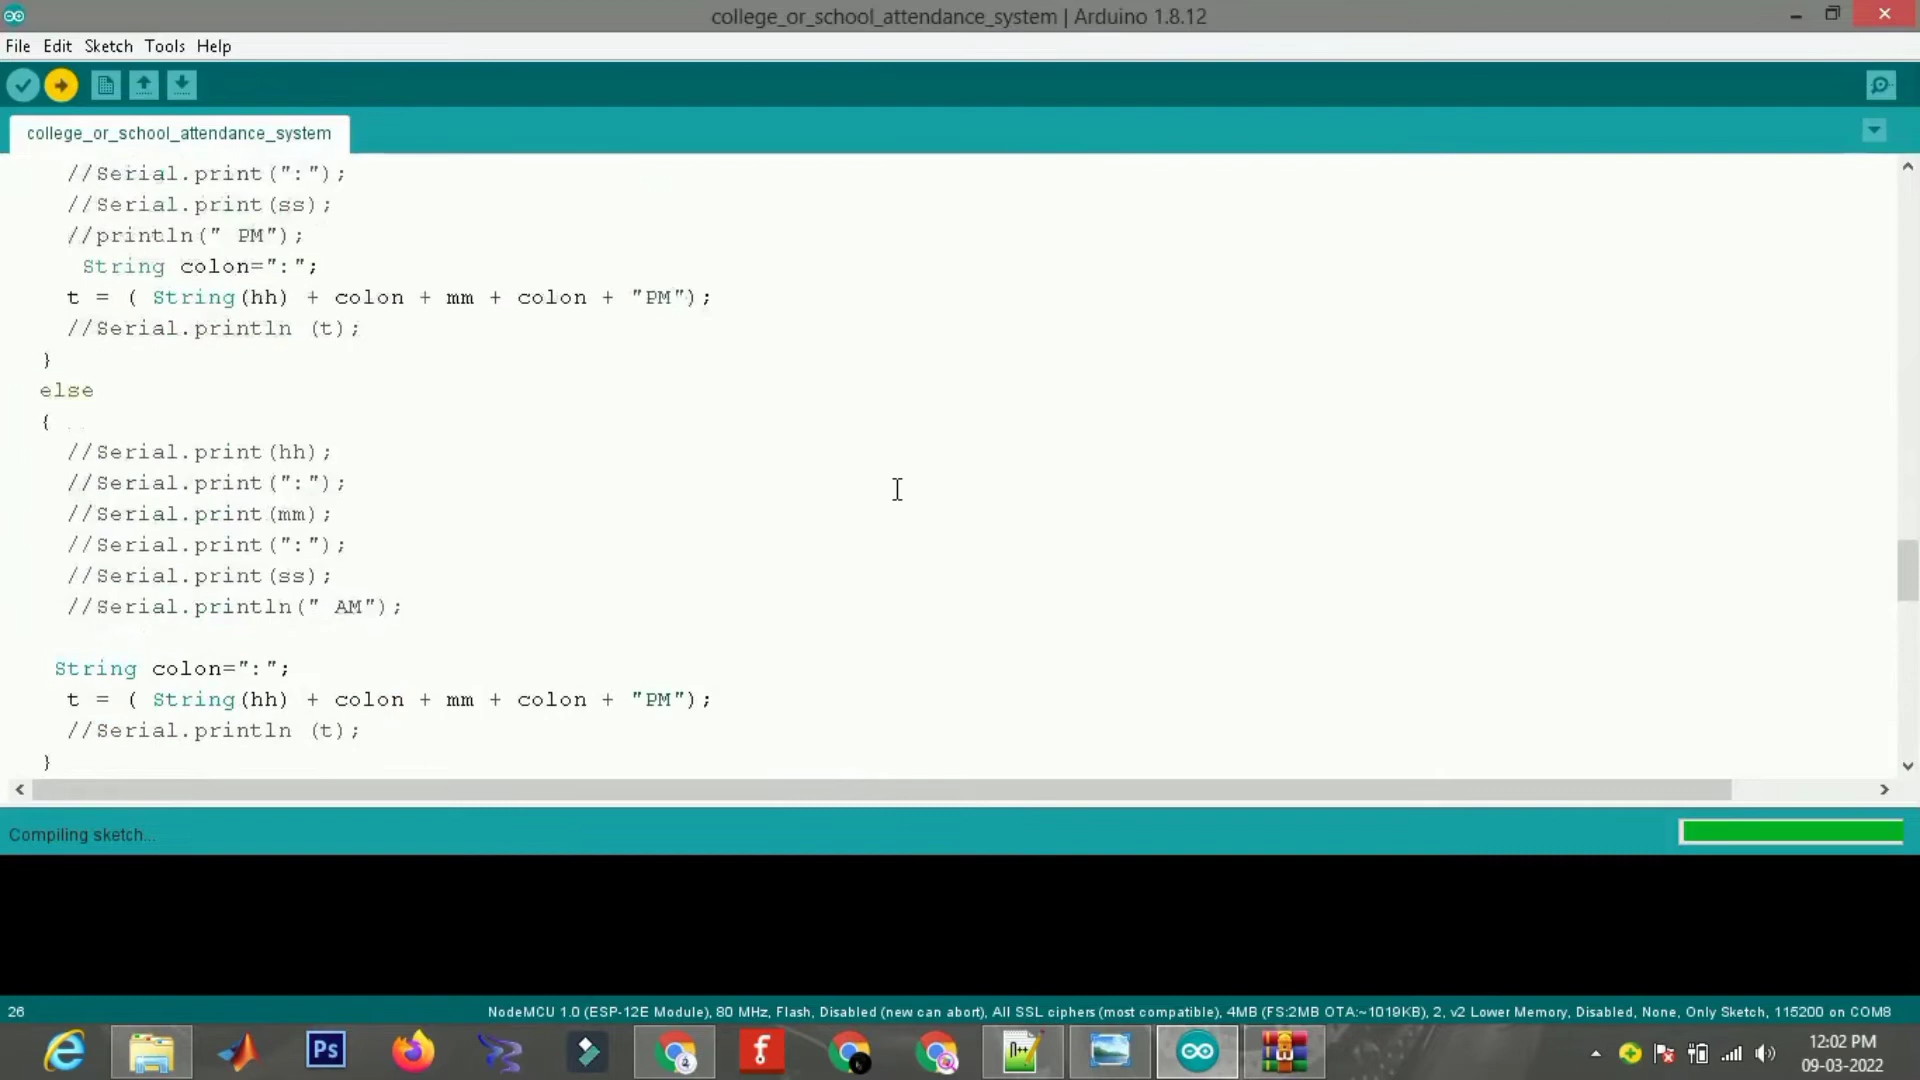 college_or_school_attendance_system | Arduino 1.8.12
File Edit Sketch Tools Help
college_or_school_attendance_system
//Serial.print(":");
//Serial.print(ss);
//println(" PM");
String colon=":";
t = ( String(hh) + colon + mm + colon + "PM");
//Serial.println (t);
}
else
{
//Serial.print(hh);
//Serial.print(":");
//Serial.print(mm);
//Serial.print(":");
//Serial.print(ss);
//Serial.println(" AM");
String colon=":";
t = ( String(hh) + colon + mm + colon + "PM");
//Serial.println (t);
}
Compiling sketch...
26 NodeMCU 1.0 (ESP-12E Module), 80 MHz, Flash, Disabled (new can abort), All SSL ciphers (most compatible), 4MB (FS:2MB OTA:~1019KB), 2, v2 Lower Memory, Disabled, None, Only Sketch, 115200 on COM8
Ps
4
n++
12:02 PM
09-03-2022